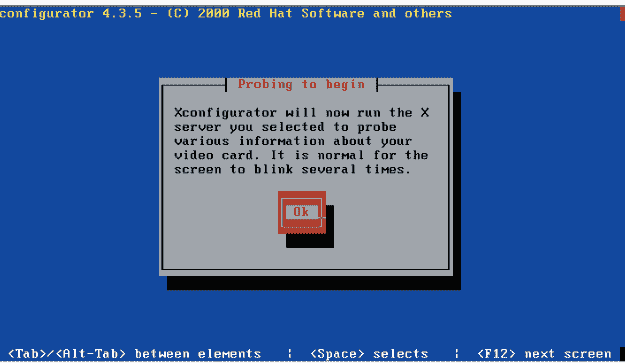 configurator 4.3.5 - (C) 2000 Red Hat Software and others
Probing to begin
Xconfigurator will now run the X
server you selected to probe
various information about your
video card. It is normal for the
screen to blink several times.
Ok
<Tab>/<Alt-Tab> between elements | <Space> selects | <F12> next screen